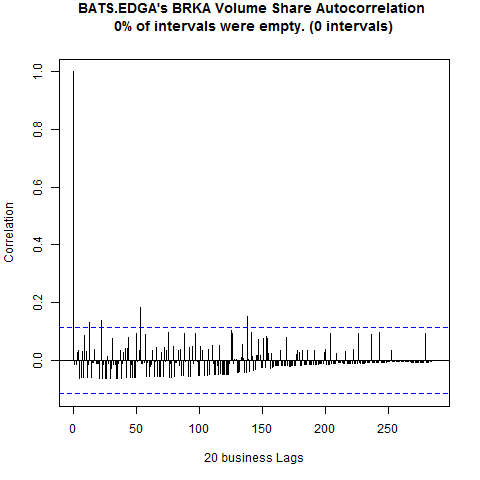 BATS.EDGA's BRKA Volume Share Autocorrelation
0% of intervals were empty. (0 intervals)
1.0
0.8
0.6
0.4
0.2
0.0
Correlation
0 50 100 150 200 250
20 business Lags